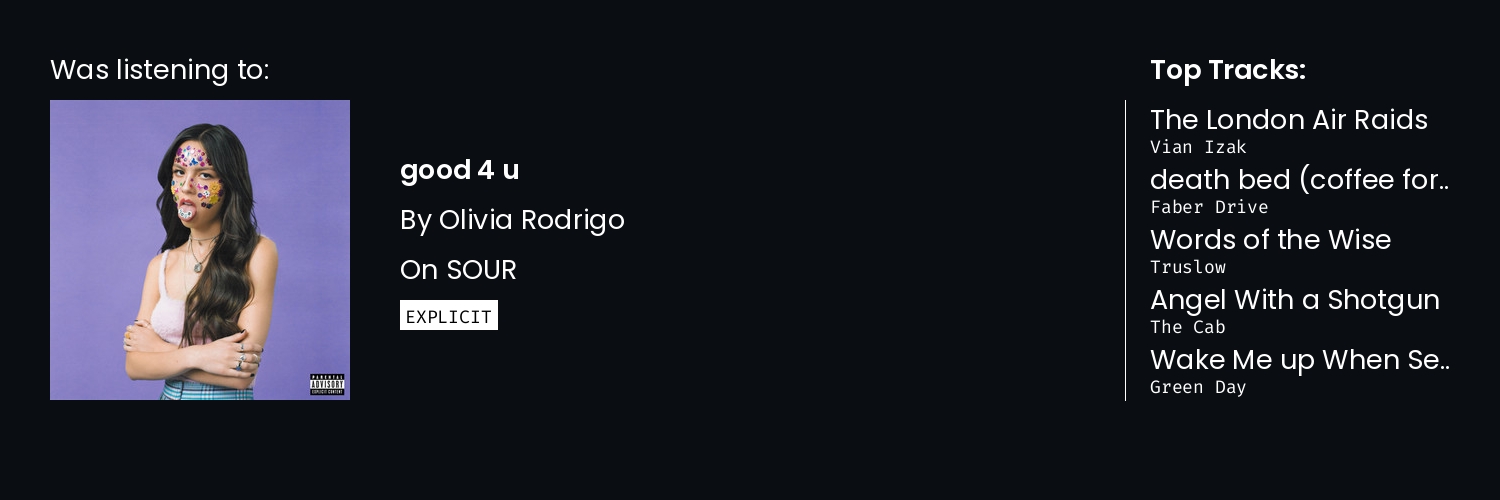 Was listening to:
good 4 u
By Olivia Rodrigo
On SOUR
EXPLICIT
PARENTAL
ADVISORY
EXPLICIT CONTENT
Top Tracks:
The London Air Raids
Vian Izak
death bed (coffee for..
Faber Drive
Words of the Wise
Truslow
Angel With a Shotgun
The Cab
Wake Me up When Se..
Green Day